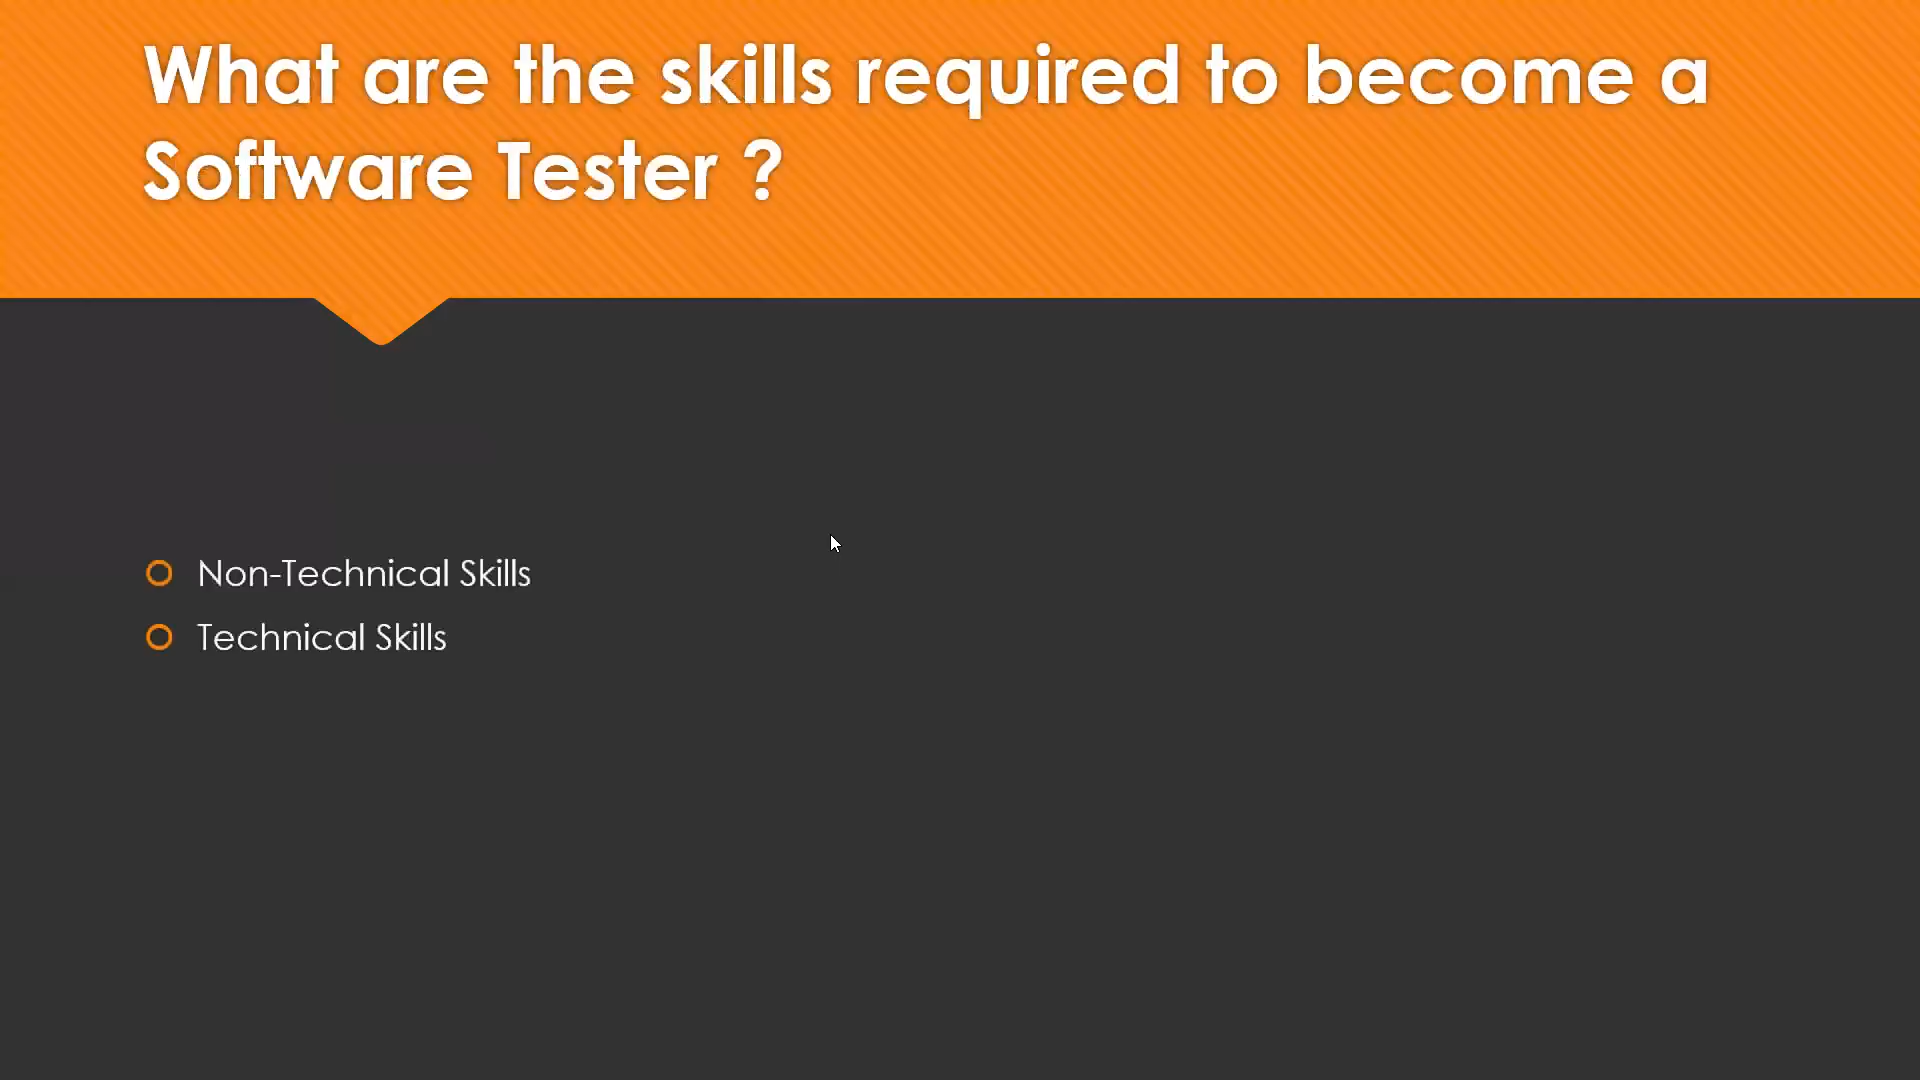 What are the skills required to become a
Software Tester ?
Non-Technical Skills
Technical Skills